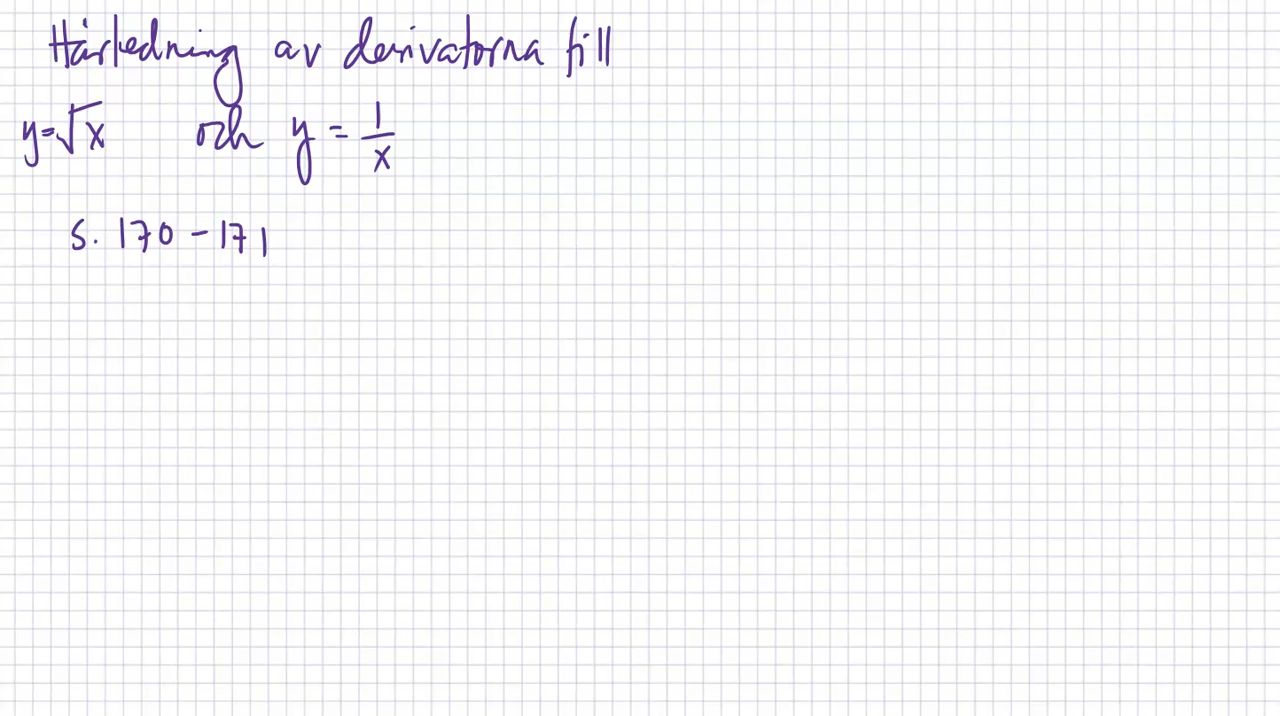 Härledning av derivatorna till
y=√x och y = 1/x
s. 170 - 171